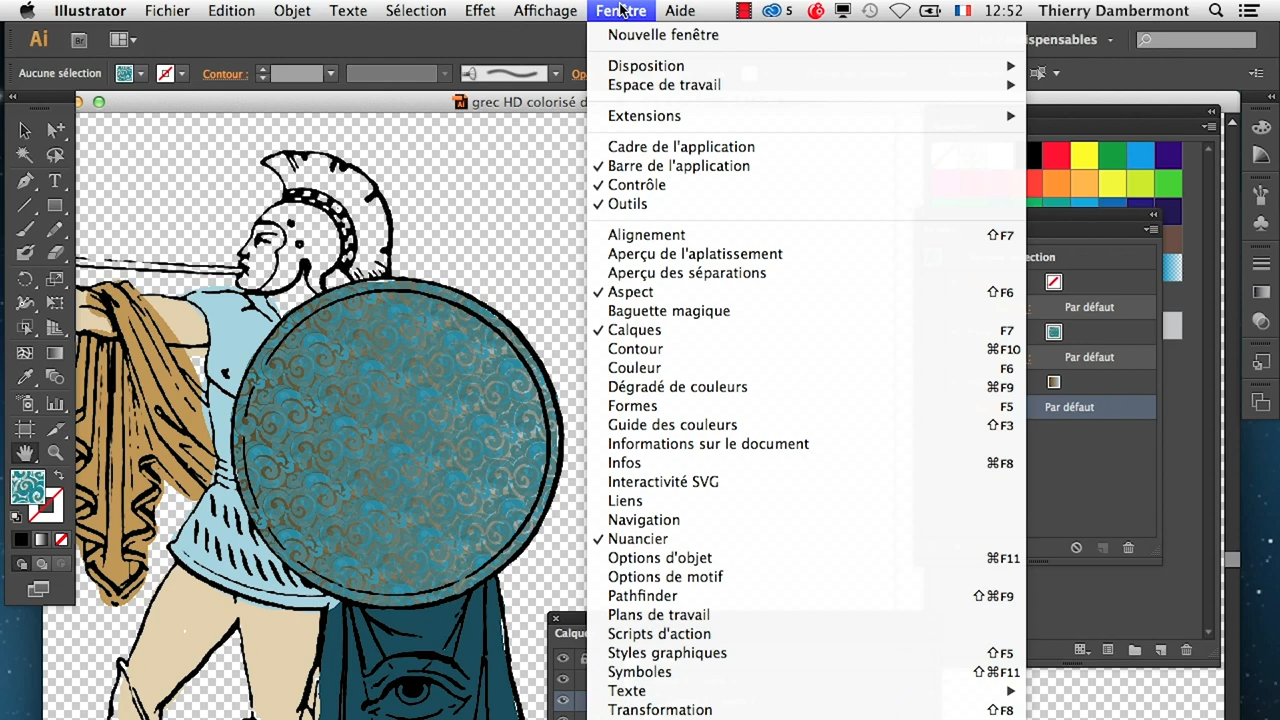 Illustrator Fichier Edition Objet Texte Sélection Effet Affichage Fenêtre Aide 5 12:52 Thierry Dambermont
Ai Br
Aucune sélection Contour :
grec HD colorisé
Nouvelle fenêtre
Disposition
Espace de travail
Extensions
Cadre de l'application
Barre de l'application
Contrôle
Outils
Alignement ⇧F7
Aperçu de l'aplatissement
Aperçu des séparations
Aspect ⇧F6
Baguette magique
Calques F7
Contour ⌘F10
Couleur F6
Dégradé de couleurs ⌘F9
Formes F5
Guide des couleurs ⇧F3
Informations sur le document
Infos ⌘F8
Interactivité SVG
Liens
Navigation
Nuancier
Options d'objet ⌘F11
Options de motif
Pathfinder ⇧⌘F9
Plans de travail
Scripts d'action
Styles graphiques ⇧F5
Symboles ⇧⌘F11
Texte
Transformation ⇧F8
Par défaut
Par défaut
Par défaut